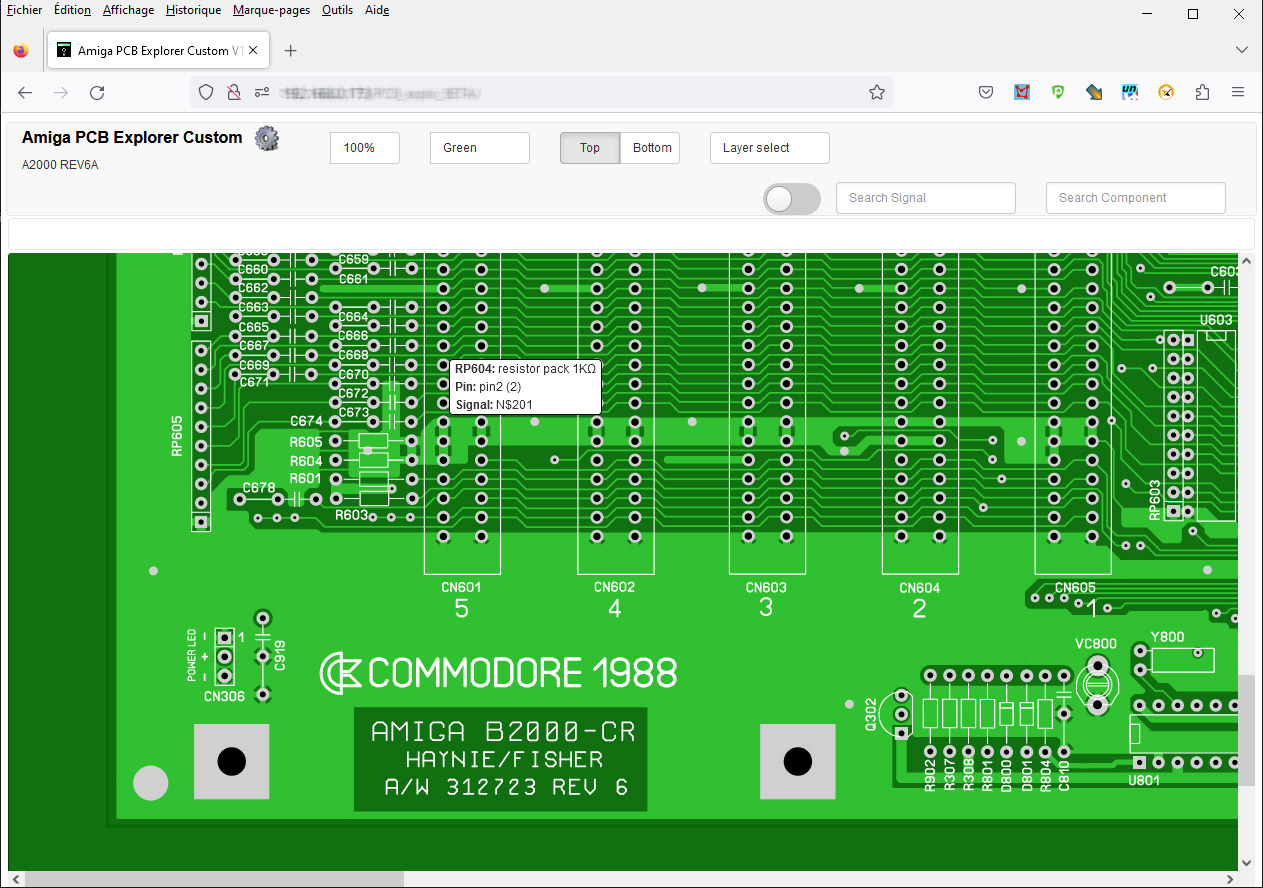 Fichier Édition Affichage Historique Marque-pages Outils Aide
Amiga PCB Explorer Custom V1
Amiga PCB Explorer Custom
A2000 REV6A
100% Green Top Bottom Layer select
Search Signal Search Component
C659
C660
C661
C662
C663
C664
C665
C666
C667
C668
C669
C670
C671
C672
C673
C674
R605
R604
R601
C678
R603
RP605
RP604: resistor pack 1KΩ
Pin: pin2 (2)
Signal: N$201
U603
RP603
CN601 CN602 CN603 CN604 CN605
5 4 3 2 1
POWER LED
- + -
1
CN306
C919
COMMODORE 1988
AMIGA B2000-CR
HAYNIE/FISHER
A/W 312723 REV 6
VC800
Y800
Q302
R902 R307 R308 R801 D800 D801 R804 C810
U801